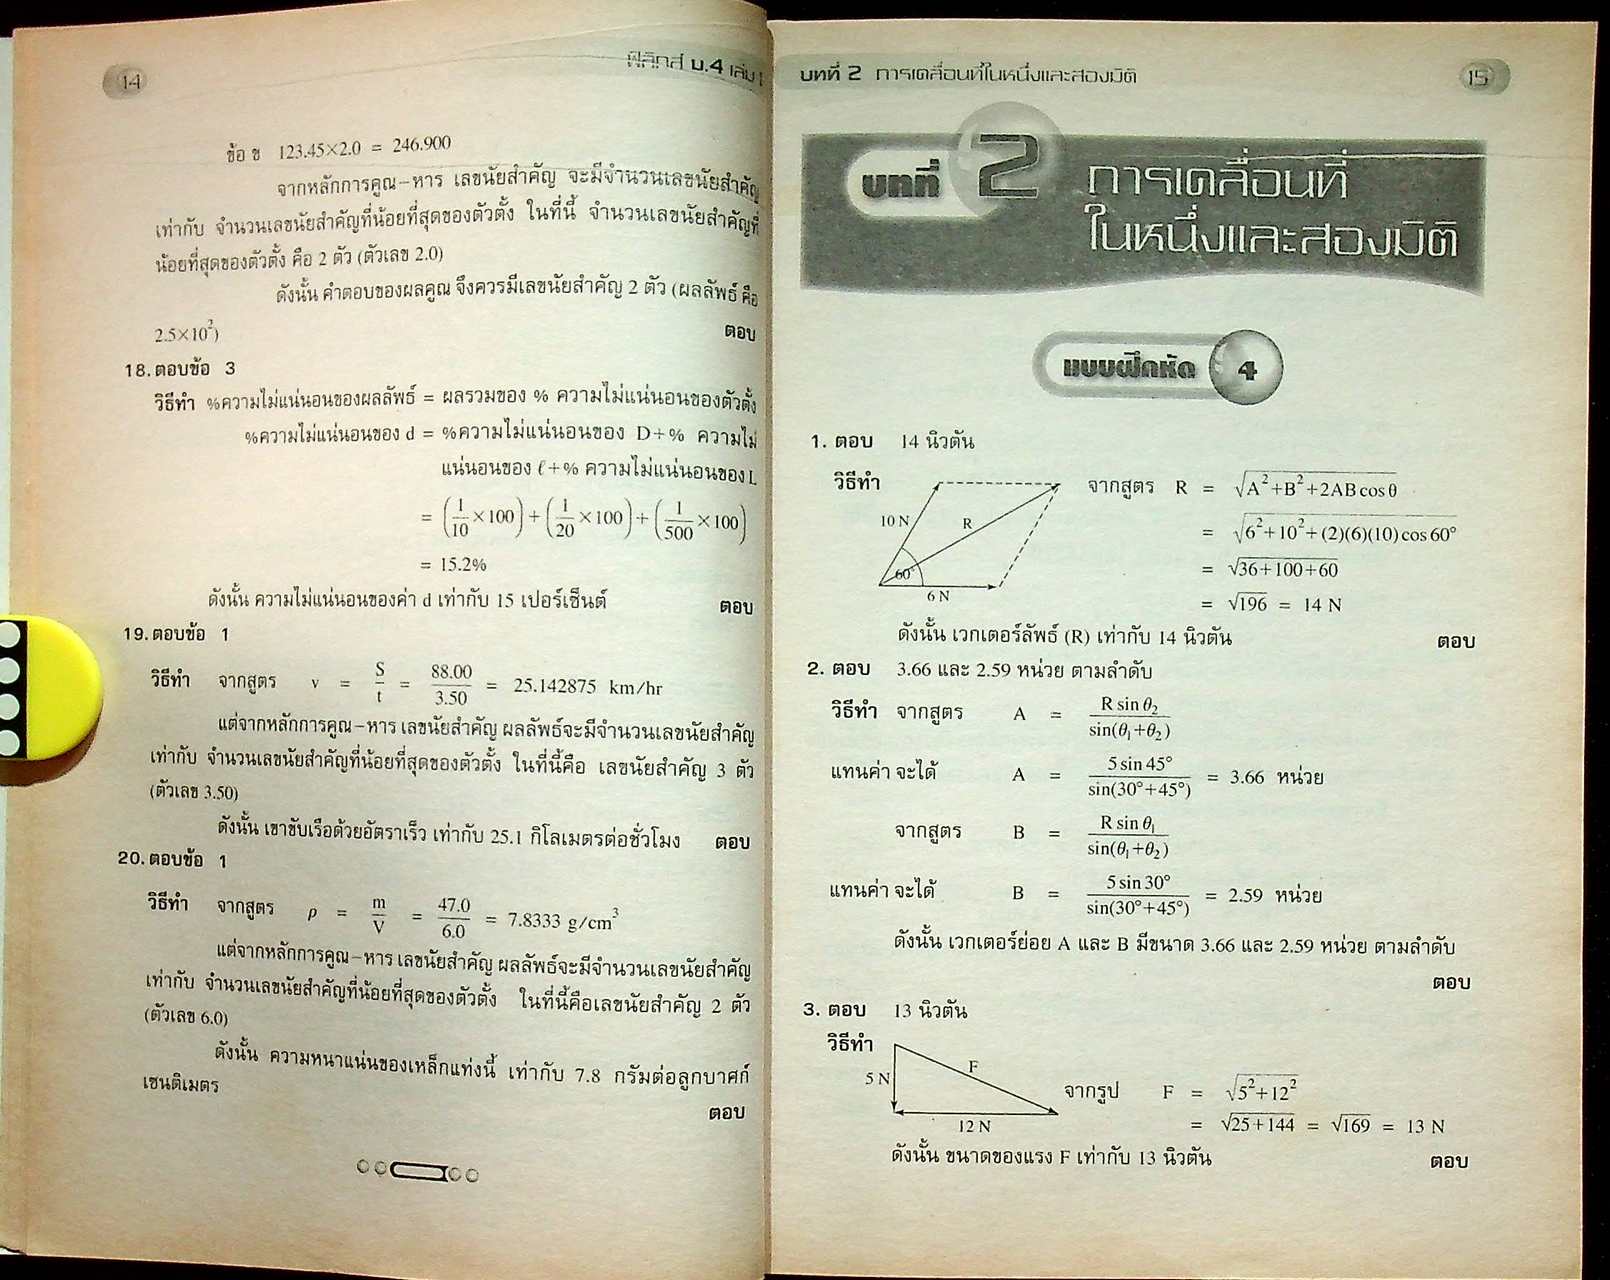 14
ฟิสิกส์ ม.4 เล่ม 1
ข้อ ข 123.45×2.0 = 246.900
จากหลักการคูณ-หาร เลขนัยสำคัญ จะมีจำนวนเลขนัยสำคัญ
เท่ากับ จำนวนเลขนัยสำคัญที่น้อยที่สุดของตัวตั้ง ในที่นี้ จำนวนเลขนัยสำคัญที่
น้อยที่สุดของตัวตั้ง คือ 2 ตัว (ตัวเลข 2.0)
ดังนั้น คำตอบของผลคูณ จึงควรมีเลขนัยสำคัญ 2 ตัว (ผลลัพธ์ คือ
2.5×10²) ตอบ
18. ตอบข้อ 3
วิธีทำ %ความไม่แน่นอนของผลลัพธ์ = ผลรวมของ % ความไม่แน่นอนของตัวตั้ง
%ความไม่แน่นอนของ d = %ความไม่แน่นอนของ D+% ความไม่
แน่นอนของ ℓ+% ความไม่แน่นอนของ L
= (1/10×100)+(1/20×100)+(1/500×100)
= 15.2%
ดังนั้น ความไม่แน่นอนของค่า d เท่ากับ 15 เปอร์เซ็นต์ ตอบ
19. ตอบข้อ 1
วิธีทำ จากสูตร v = S/t = 88.00/3.50 = 25.142875 km/hr
แต่จากหลักการคูณ-หาร เลขนัยสำคัญ ผลลัพธ์จะมีจำนวนเลขนัยสำคัญ
เท่ากับ จำนวนเลขนัยสำคัญที่น้อยที่สุดของตัวตั้ง ในที่นี้คือ เลขนัยสำคัญ 3 ตัว
(ตัวเลข 3.50)
ดังนั้น เขาขับเรือด้วยอัตราเร็ว เท่ากับ 25.1 กิโลเมตรต่อชั่วโมง ตอบ
20. ตอบข้อ 1
วิธีทำ จากสูตร ρ = m/V = 47.0/6.0 = 7.8333 g/cm³
แต่จากหลักการคูณ-หาร เลขนัยสำคัญ ผลลัพธ์จะมีจำนวนเลขนัยสำคัญ
เท่ากับ จำนวนเลขนัยสำคัญที่น้อยที่สุดของตัวตั้ง ในที่นี้คือเลขนัยสำคัญ 2 ตัว
(ตัวเลข 6.0)
ดังนั้น ความหนาแน่นของเหล็กแท่งนี้ เท่ากับ 7.8 กรัมต่อลูกบาศก์
เซนติเมตร
ตอบ
บทที่ 2 การเคลื่อนที่ในหนึ่งและสองมิติ
15
บทที่ 2 การเคลื่อนที่
ในหนึ่งและสองมิติ
แบบฝึกหัด 4
1. ตอบ 14 นิวตัน
วิธีทำ จากสูตร R = √(A²+B²+2AB cos θ)
10 N R
= √(6²+10²+(2)(6)(10) cos 60°)
60°
= √(36+100+60)
6 N
= √196 = 14 N
ดังนั้น เวกเตอร์ลัพธ์ (R) เท่ากับ 14 นิวตัน ตอบ
2. ตอบ 3.66 และ 2.59 หน่วย ตามลำดับ
วิธีทำ จากสูตร A = R sin θ₂/sin(θ₁+θ₂)
แทนค่า จะได้ A = 5 sin 45°/sin(30°+45°) = 3.66 หน่วย
จากสูตร B = R sin θ₁/sin(θ₁+θ₂)
แทนค่า จะได้ B = 5 sin 30°/sin(30°+45°) = 2.59 หน่วย
ดังนั้น เวกเตอร์ย่อย A และ B มีขนาด 3.66 และ 2.59 หน่วย ตามลำดับ
ตอบ
3. ตอบ 13 นิวตัน
วิธีทำ
5 N F
จากรูป F = √(5²+12²)
12 N
= √(25+144) = √169 = 13 N
ดังนั้น ขนาดของแรง F เท่ากับ 13 นิวตัน ตอบ